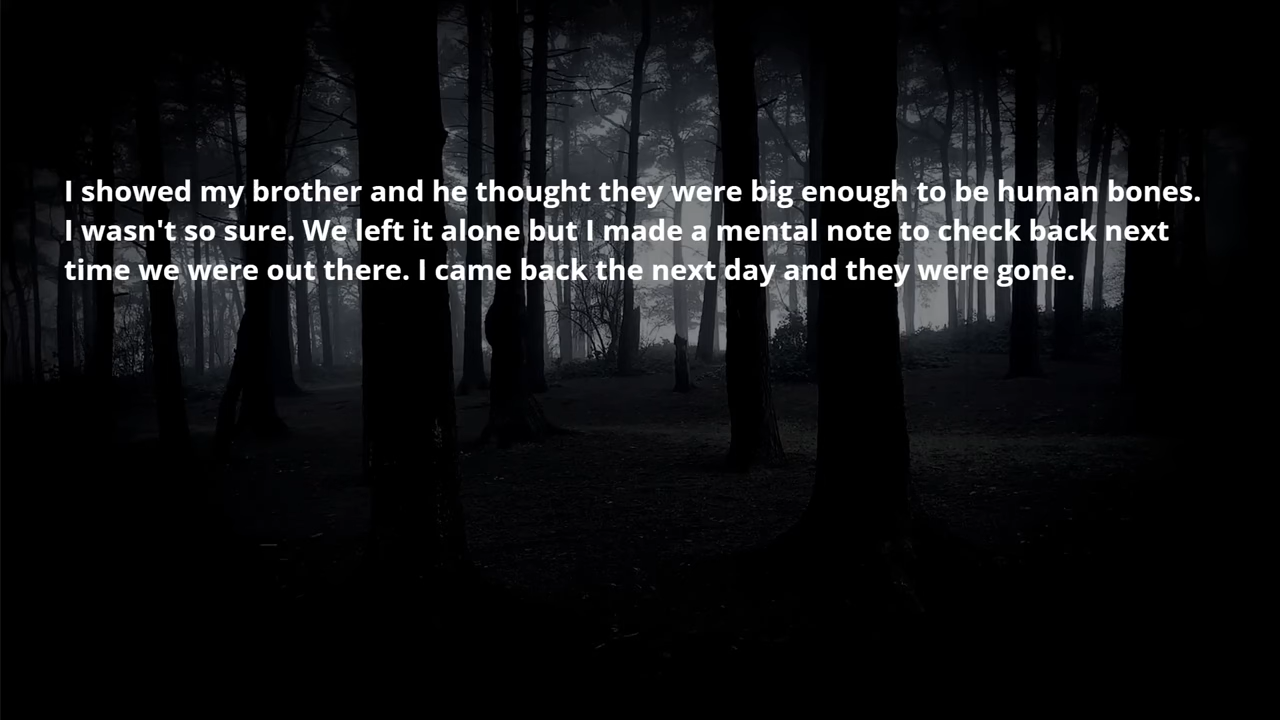 I showed my brother and he thought they were big enough to be human bones.
I wasn't so sure. We left it alone but I made a mental note to check back next
time we were out there. I came back the next day and they were gone.